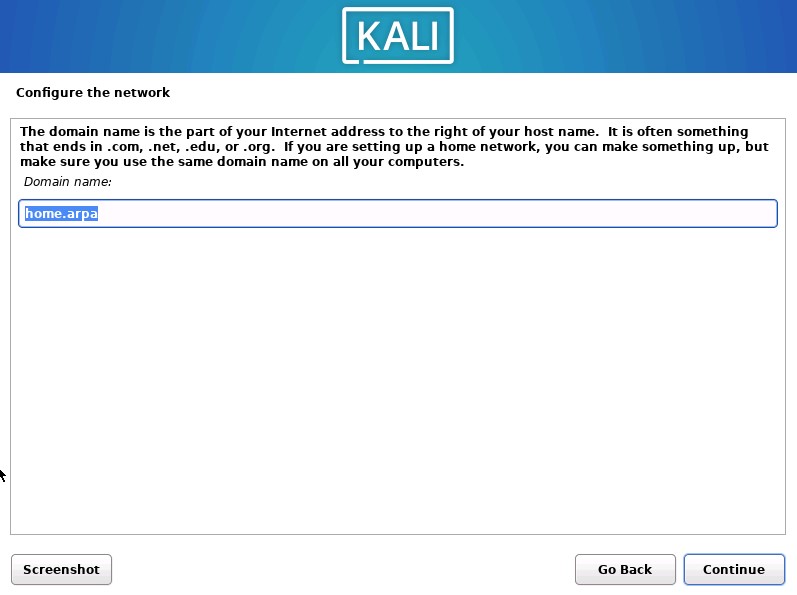 KALI
Configure the network
The domain name is the part of your Internet address to the right of your host name.  It is often something
that ends in .com, .net, .edu, or .org.  If you are setting up a home network, you can make something up, but
make sure you use the same domain name on all your computers.
Domain name:
home.arpa
Screenshot
Go Back
Continue